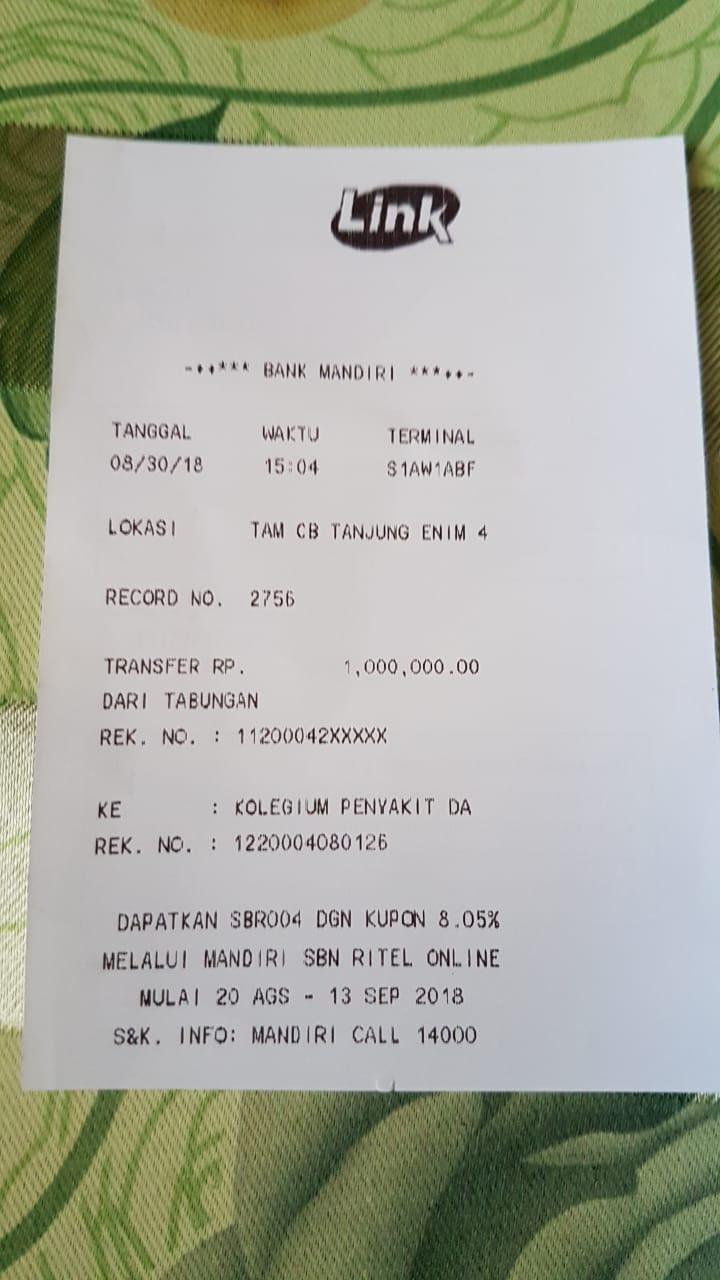 Link
-♦♦*** BANK MANDIRI ***♦♦-
TANGGAL WAKTU TERMINAL
08/30/18 15:04 S1AW1ABF
LOKASI TAM CB TANJUNG ENIM 4
RECORD NO. 2756
TRANSFER RP. 1,000,000.00
DARI TABUNGAN
REK. NO. : 11200042XXXXX
KE : KOLEGIUM PENYAKIT DA
REK. NO. : 1220004080126
DAPATKAN SBR004 DGN KUPON 8.05%
MELALUI MANDIRI SBN RITEL ONLINE
MULAI 20 AGS - 13 SEP 2018
S&K. INFO: MANDIRI CALL 14000